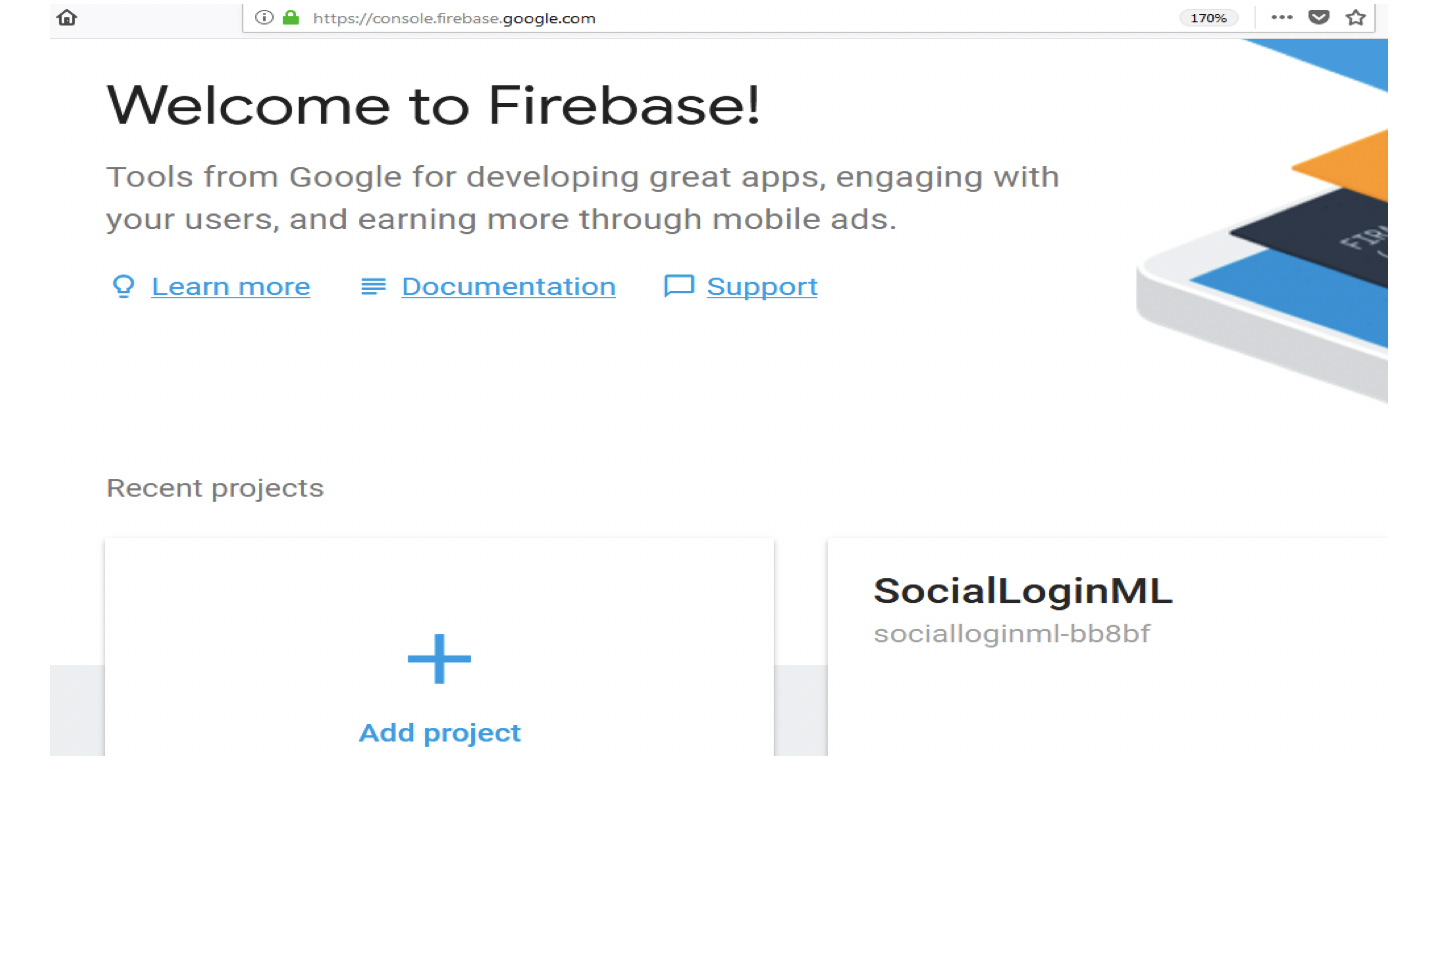 https://console.firebase.google.com
170%
Welcome to Firebase!
Tools from Google for developing great apps, engaging with
your users, and earning more through mobile ads.
Learn more Documentation Support
Recent projects
SocialLoginML
socialloginml-bb8bf
Add project